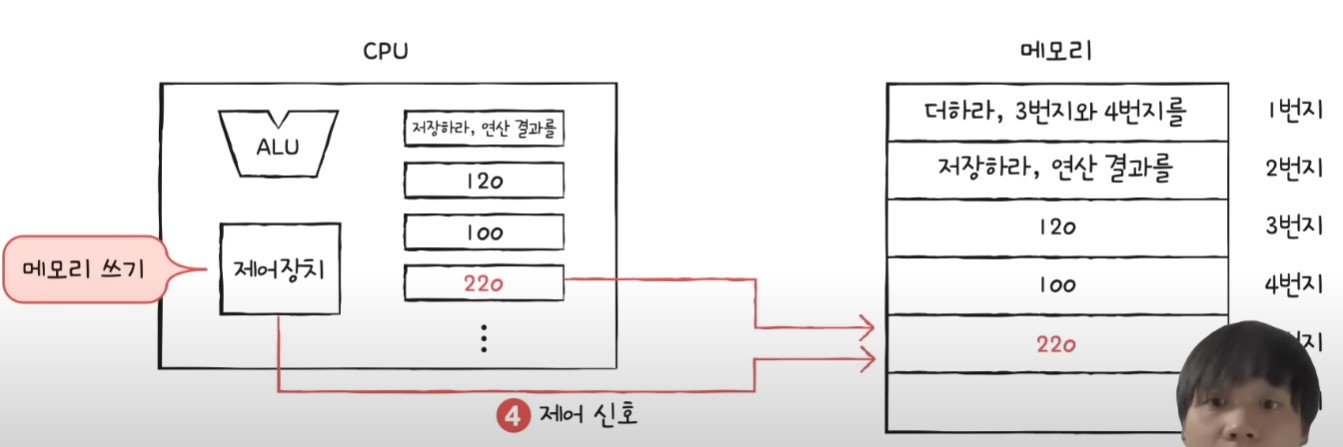 CPU
메모리
ALU
저장하라, 연산 결과를
120
100
220
메모리 쓰기
제어장치
4 제어 신호
더하라, 3번지와 4번지를 1번지
저장하라, 연산 결과를 2번지
120 3번지
100 4번지
220